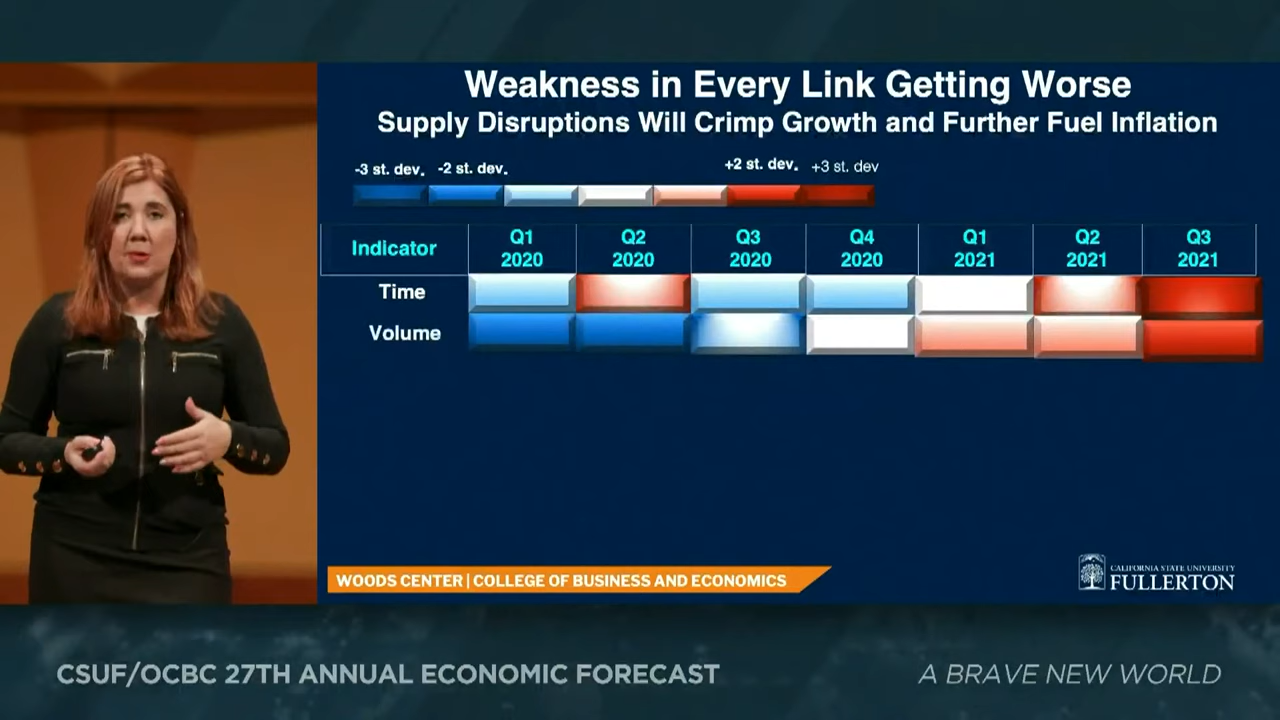 Weakness in Every Link Getting Worse
Supply Disruptions Will Crimp Growth and Further Fuel Inflation
-3 st. dev. -2 st. dev. +2 st. dev. +3 st. dev
Indicator Q1 2020 Q2 2020 Q3 2020 Q4 2020 Q1 2021 Q2 2021 Q3 2021
Time
Volume
WOODS CENTER | COLLEGE OF BUSINESS AND ECONOMICS
CALIFORNIA STATE UNIVERSITY
FULLERTON
CSUF/OCBC 27TH ANNUAL ECONOMIC FORECAST
A BRAVE NEW WORLD